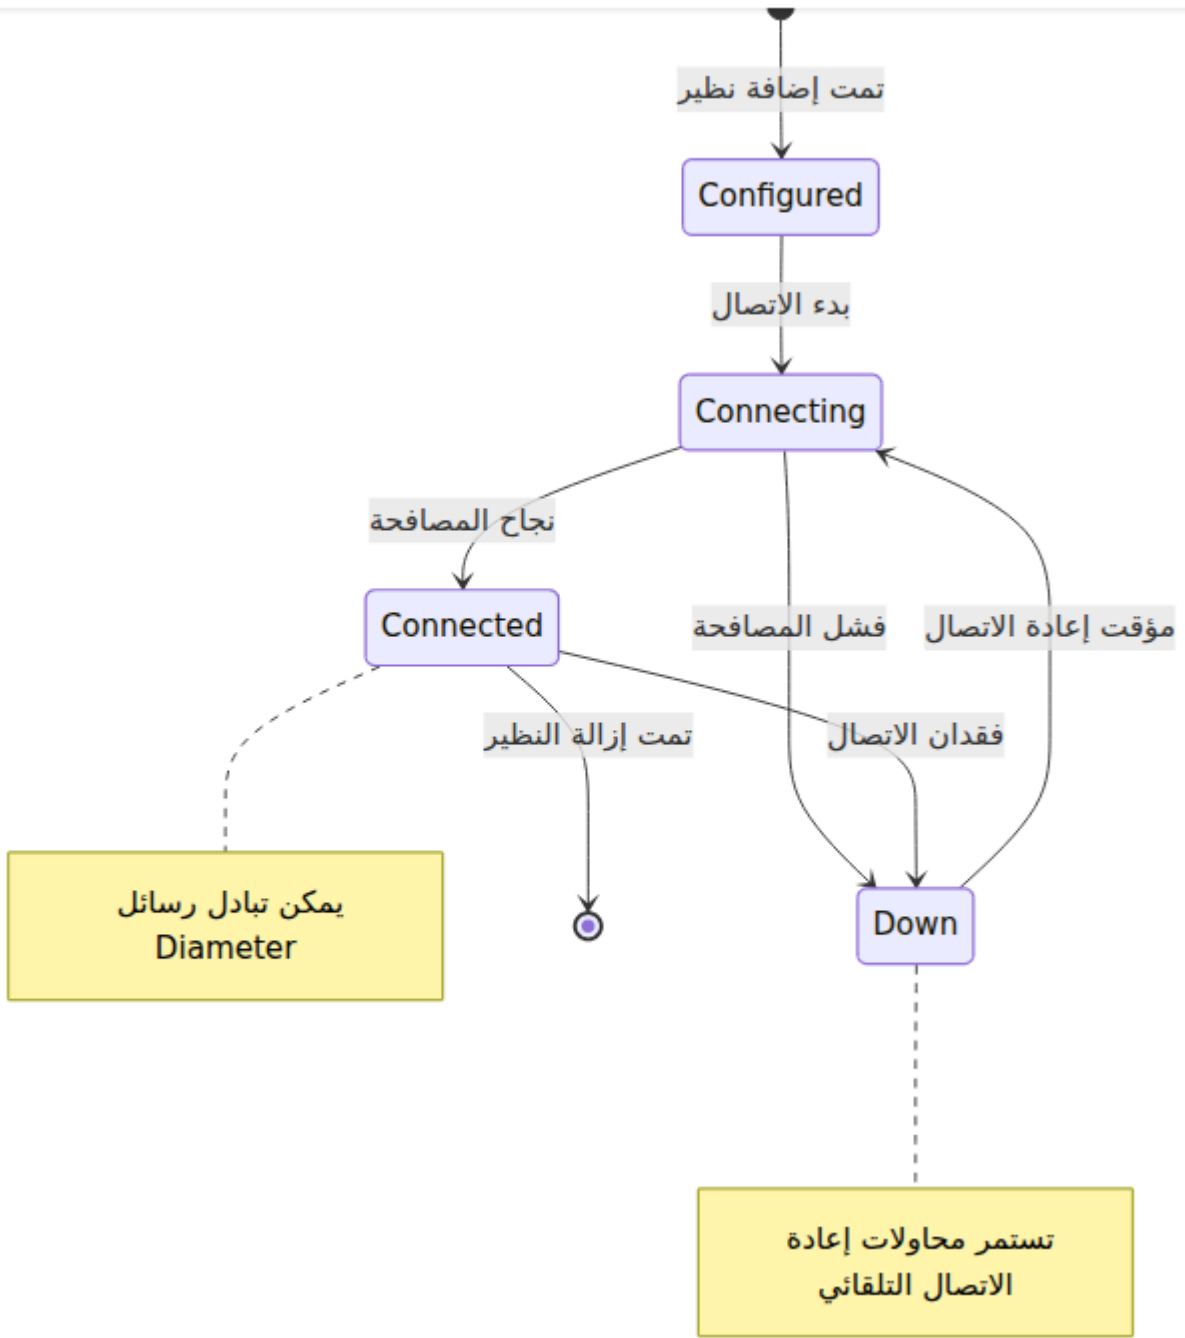 تمت إضافة نظير
Configured
بدء الاتصال
Connecting
نجاح المصافحة
Connected
فشل المصافحة
مؤقت إعادة الاتصال
تمت إزالة النظير
فقدان الاتصال
يمكن تبادل رسائل
Diameter
Down
تستمر محاولات إعادة
الاتصال التلقائي